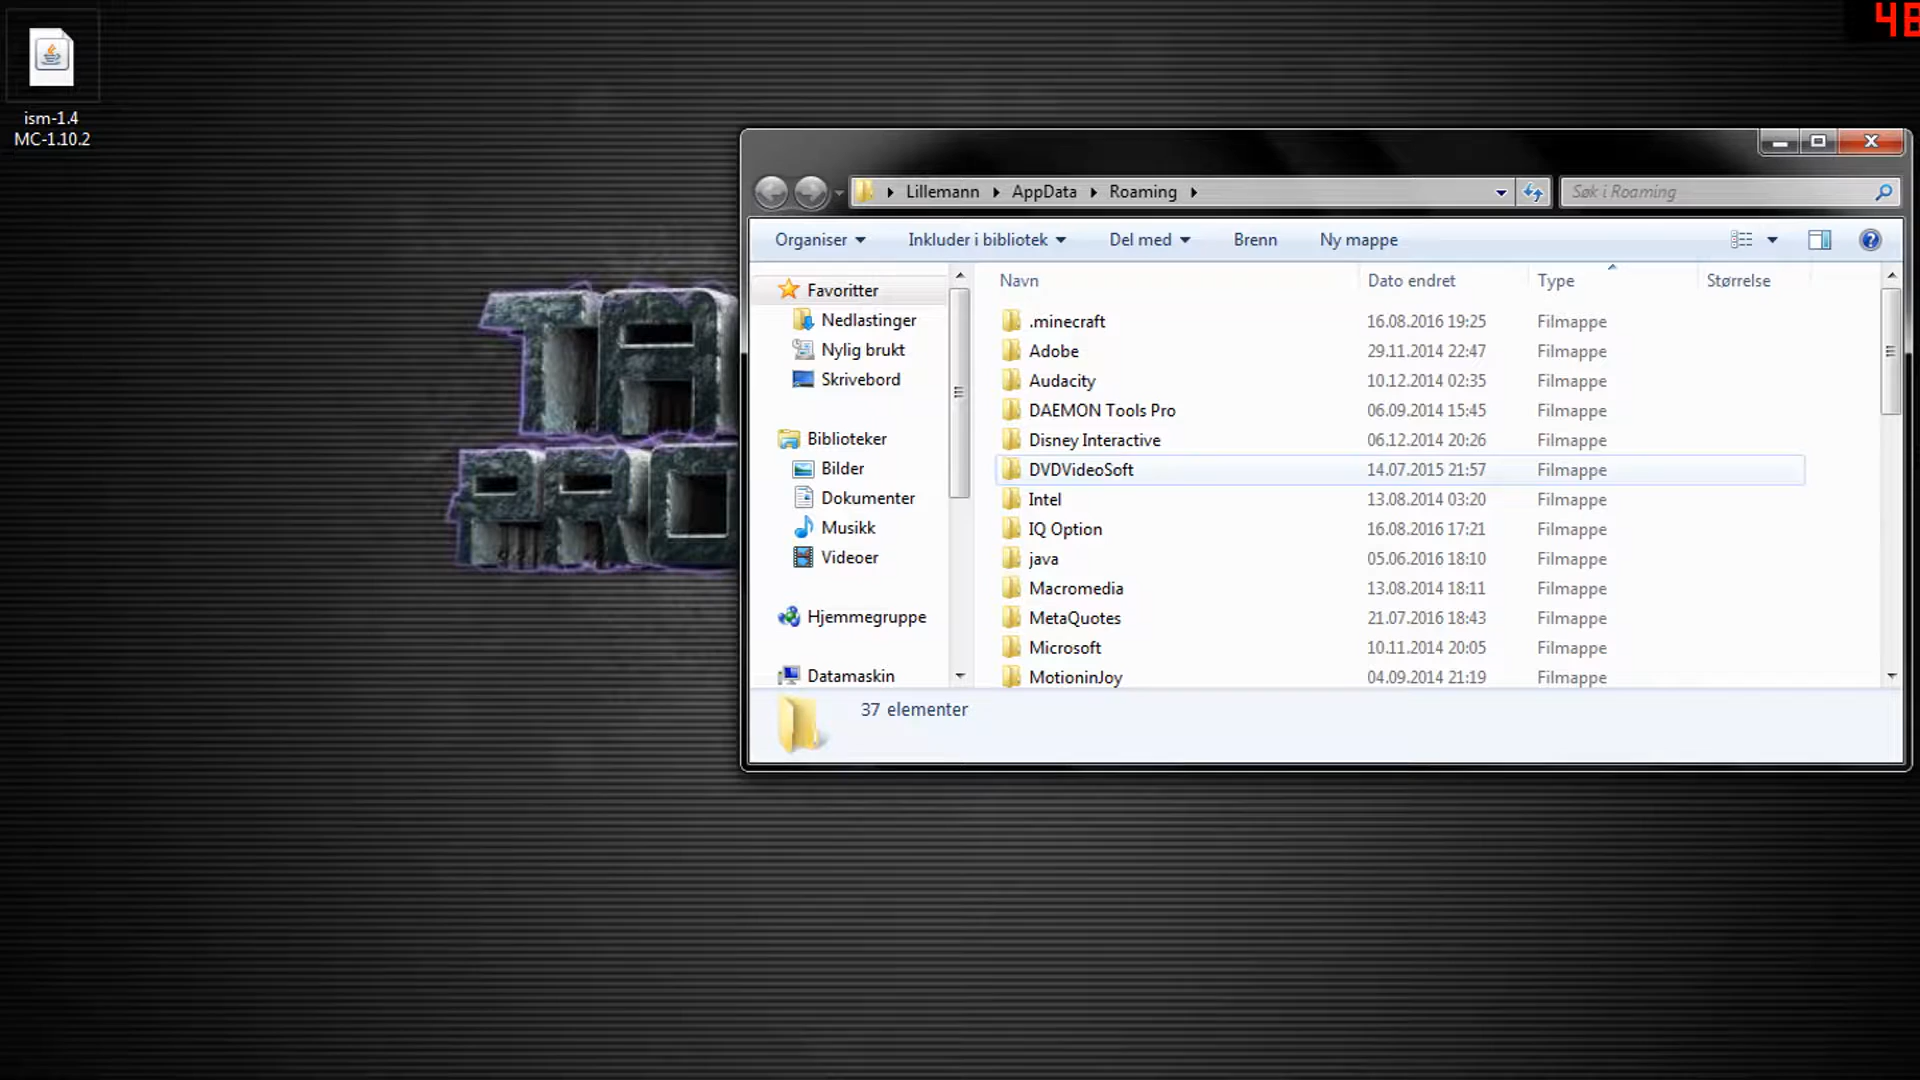 48
ism-1.4
MC-1.10.2
TA
PRO
Lillemann AppData Roaming
Søk i Roaming
Organiser Inkluder i bibliotek Del med Brenn Ny mappe
Favoritter
Nedlastinger
Nylig brukt
Skrivebord
Biblioteker
Bilder
Dokumenter
Musikk
Videoer
Hjemmegruppe
Datamaskin
Navn Dato endret Type Størrelse
.minecraft 16.08.2016 19:25 Filmappe
Adobe 29.11.2014 22:47 Filmappe
Audacity 10.12.2014 02:35 Filmappe
DAEMON Tools Pro 06.09.2014 15:45 Filmappe
Disney Interactive 06.12.2014 20:26 Filmappe
DVDVideoSoft 14.07.2015 21:57 Filmappe
Intel 13.08.2014 03:20 Filmappe
IQ Option 16.08.2016 17:21 Filmappe
java 05.06.2016 18:10 Filmappe
Macromedia 13.08.2014 18:11 Filmappe
MetaQuotes 21.07.2016 18:43 Filmappe
Microsoft 10.11.2014 20:05 Filmappe
MotioninJoy 04.09.2014 21:19 Filmappe
37 elementer